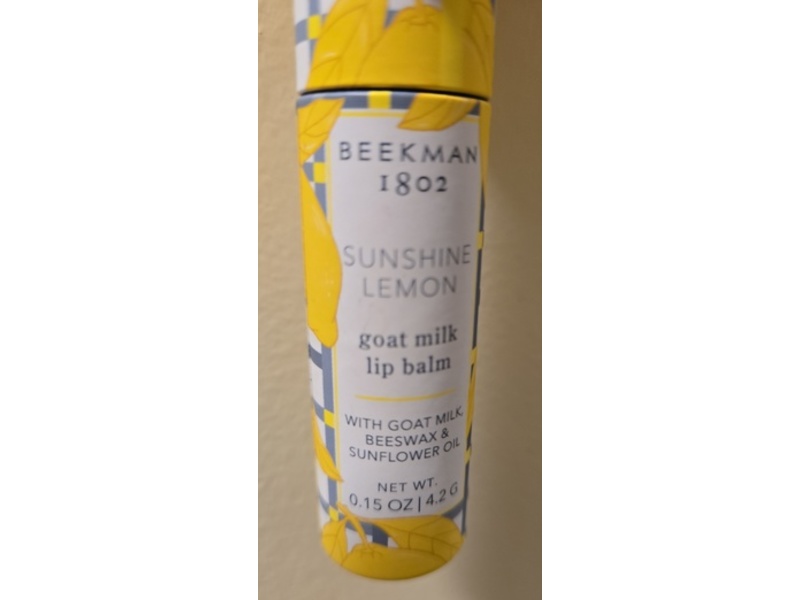 BEEKMAN
1802
SUNSHINE
LEMON
goat milk
lip balm
WITH GOAT MILK,
BEESWAX &
SUNFLOWER OIL
NET WT.
0.15 OZ | 4.2 G